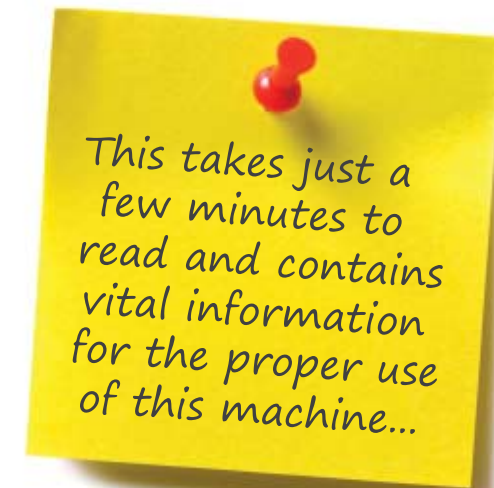 This takes just a
few minutes to
read and contains
vital information
for the proper use
of this machine...